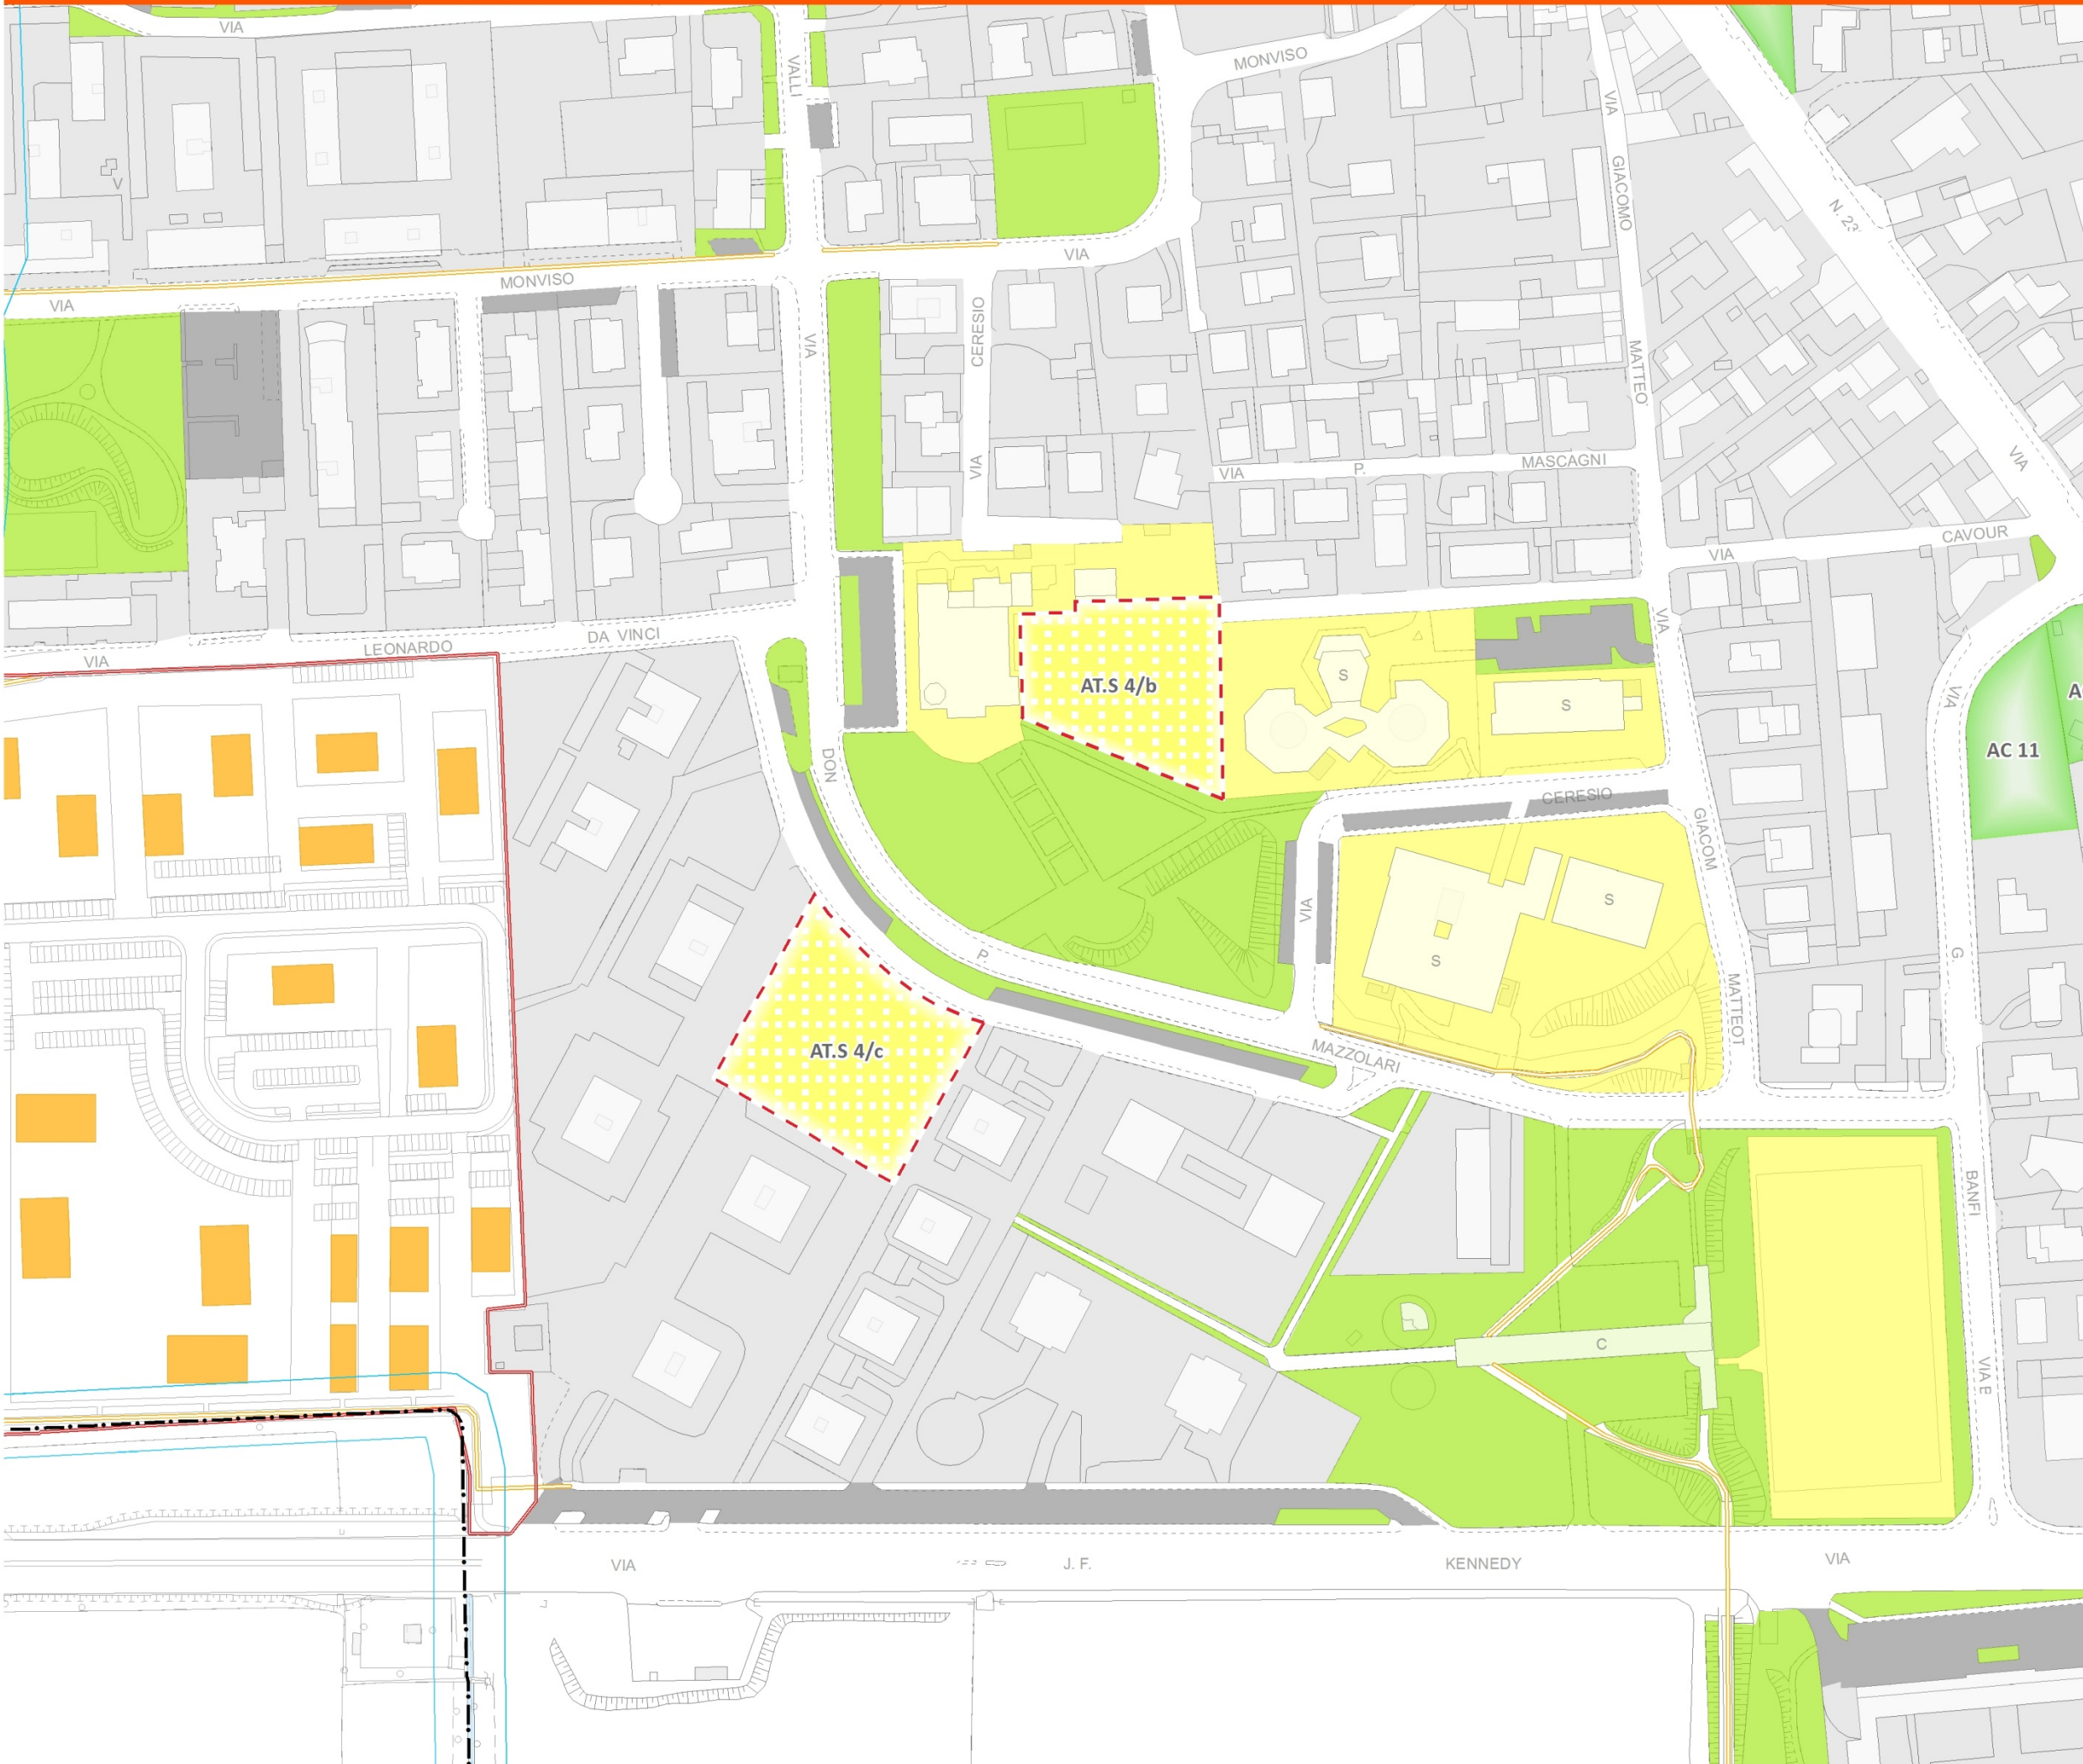 VIA
VALLI
MONVISO
VIA
GIACOMO
V
N. 23
VIA
MONVISO
VIA
CERESIO
VIA
MATTEO
VIA
VIA
P.
MASCAGNI
VIA
VIA
CAVOUR
DA VINCI
LEONARDO
VIA
VIA
AT.S 4/b
S
S
VIA
A
AC 11
DON
CERESIO
GIACOM
VIA
S
S
G.
P.
MATTEOT
AT.S 4/c
MAZZOLARI
BANFI
C
VIA E
VIA
J. F.
KENNEDY
VIA